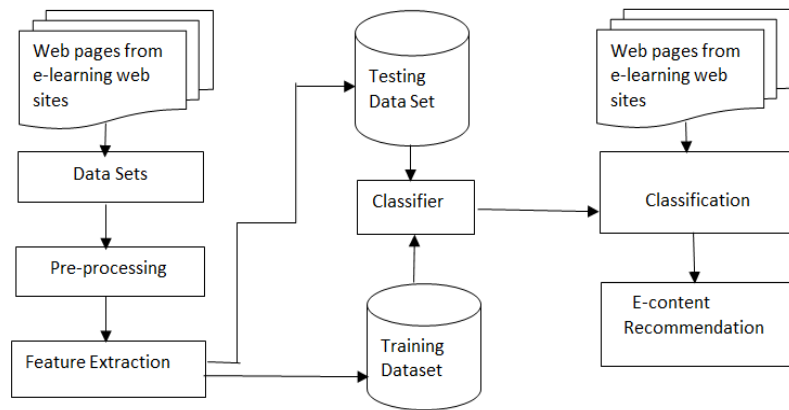 Web pages from
e-learning web
sites
Data Sets
Pre-processing
Feature Extraction
Testing
Data Set
Classifier
Training
Dataset
Web pages from
e-learning web
sites
Classification
E-content
Recommendation